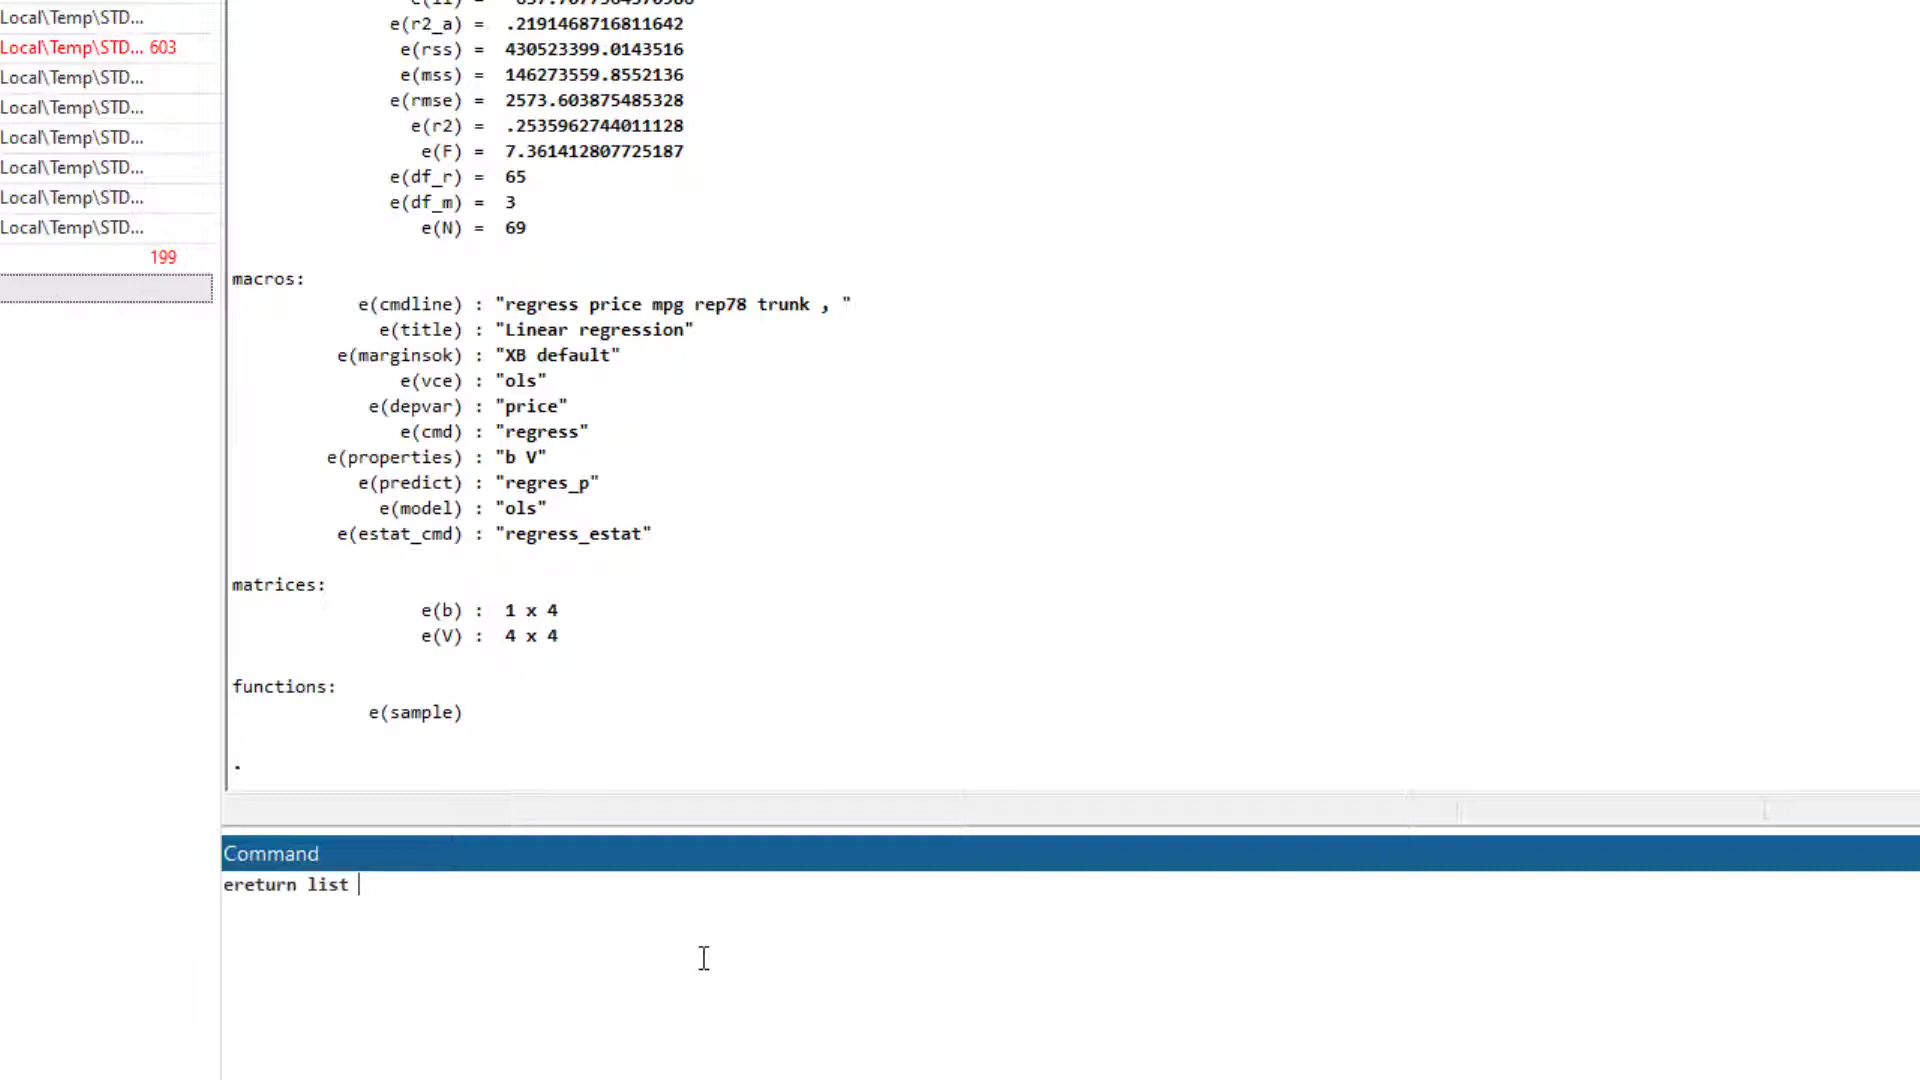 Local\Temp\STD...
Local\Temp\STD... 603
Local\Temp\STD...
Local\Temp\STD...
Local\Temp\STD...
Local\Temp\STD...
Local\Temp\STD...
Local\Temp\STD...
199
e(r2_a) = .2191468716811642
e(rss) = 430523399.0143516
e(mss) = 146273559.8552136
e(rmse) = 2573.603875485328
e(r2) = .2535962744011128
e(F) = 7.361412807725187
e(df_r) = 65
e(df_m) = 3
e(N) = 69
macros:
e(cmdline) : "regress price mpg rep78 trunk , "
e(title) : "Linear regression"
e(marginsok) : "XB default"
e(vce) : "ols"
e(depvar) : "price"
e(cmd) : "regress"
e(properties) : "b V"
e(predict) : "regres_p"
e(model) : "ols"
e(estat_cmd) : "regress_estat"
matrices:
e(b) : 1 x 4
e(V) : 4 x 4
functions:
e(sample)
.
Command
ereturn list